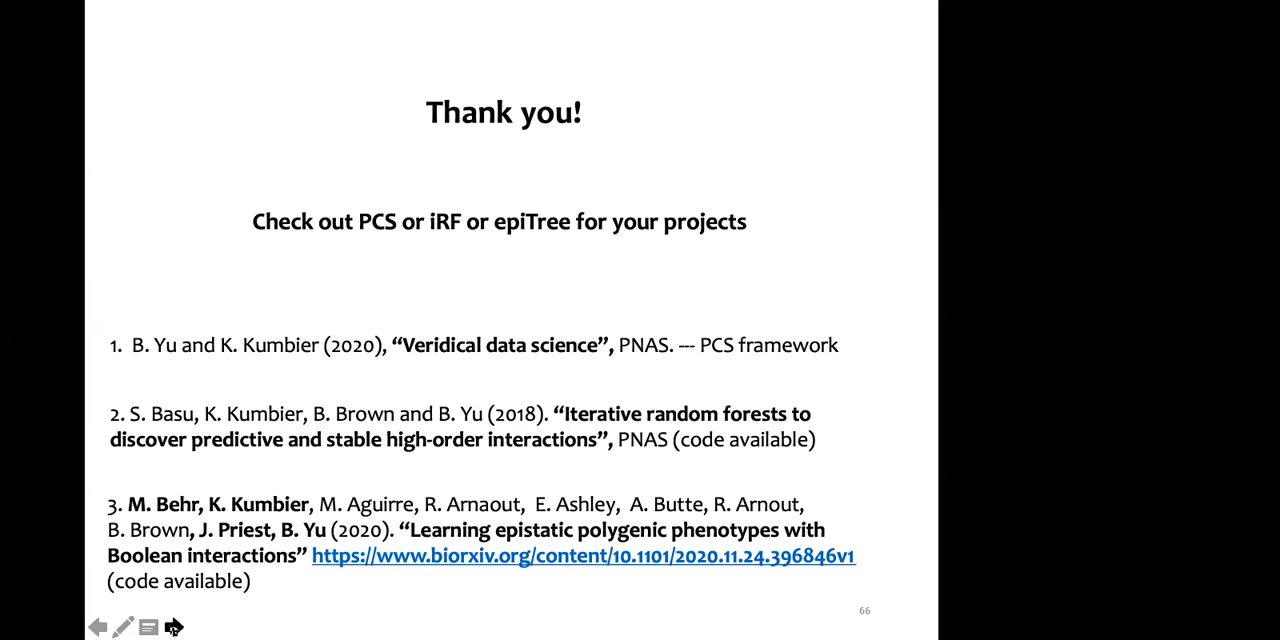 Thank you!
Check out PCS or iRF or epiTree for your projects
1. B. Yu and K. Kumbier (2020), “Veridical data science”, PNAS. --- PCS framework
2. S. Basu, K. Kumbier, B. Brown and B. Yu (2018). “Iterative random forests to
discover predictive and stable high-order interactions”, PNAS (code available)
3. M. Behr, K. Kumbier, M. Aguirre, R. Arnaout, E. Ashley, A. Butte, R. Arnout,
B. Brown, J. Priest, B. Yu (2020). “Learning epistatic polygenic phenotypes with
Boolean interactions” https://www.biorxiv.org/content/10.1101/2020.11.24.396846v1
(code available)
66